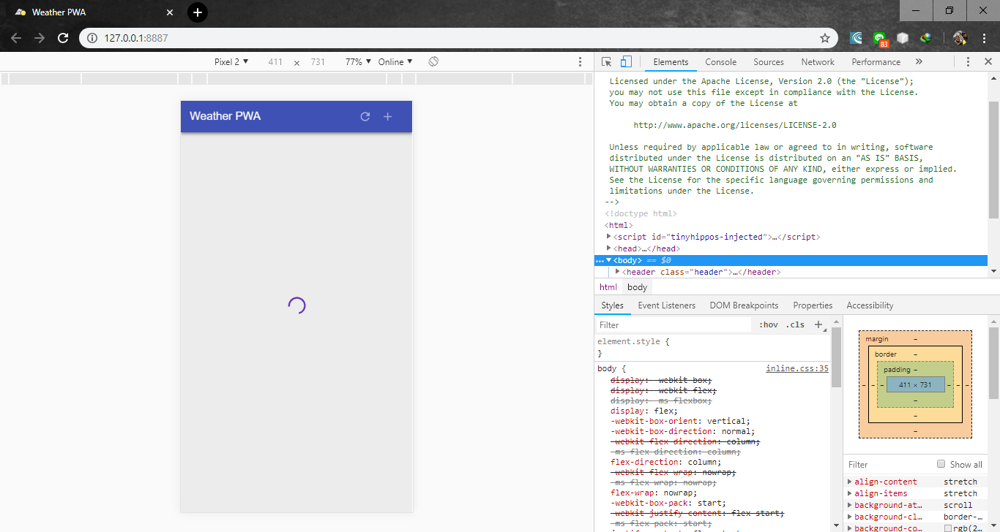 Weather PWA
127.0.0.1:8887
83
Pixel 2 411 × 731 77% Online
Elements Console Sources Network Performance »
Weather PWA
Licensed under the Apache License, Version 2.0 (the "License");
you may not use this file except in compliance with the License.
You may obtain a copy of the License at
http://www.apache.org/licenses/LICENSE-2.0
Unless required by applicable law or agreed to in writing, software
distributed under the License is distributed on an "AS IS" BASIS,
WITHOUT WARRANTIES OR CONDITIONS OF ANY KIND, either express or implied.
See the License for the specific language governing permissions and
limitations under the License.
-->
<!doctype html>
<html>
<script id="tinyhippos-injected">…</script>
<head>…</head>
…<body> == $0
<header class="header">…</header>
html body
Styles Event Listeners DOM Breakpoints Properties Accessibility
Filter :hov .cls +
element.style {
}
body { inline.css:35
display: -webkit-box;
display: -webkit-flex;
display: -ms-flexbox;
display: flex;
-webkit-box-orient: vertical;
-webkit-box-direction: normal;
-webkit-flex-direction: column;
-ms-flex-direction: column;
flex-direction: column;
-webkit-flex-wrap: nowrap;
-ms-flex-wrap: nowrap;
flex-wrap: nowrap;
-webkit-box-pack: start;
-webkit-justify-content: flex-start;
-ms-flex-pack: start;
margin –
border –
padding –
– – – 411 × 731 – – –
–
–
–
Filter Show all
align-content stretch
align-items stretch
background-at… scroll
background-cl… border-…
background-co… rgb(2…